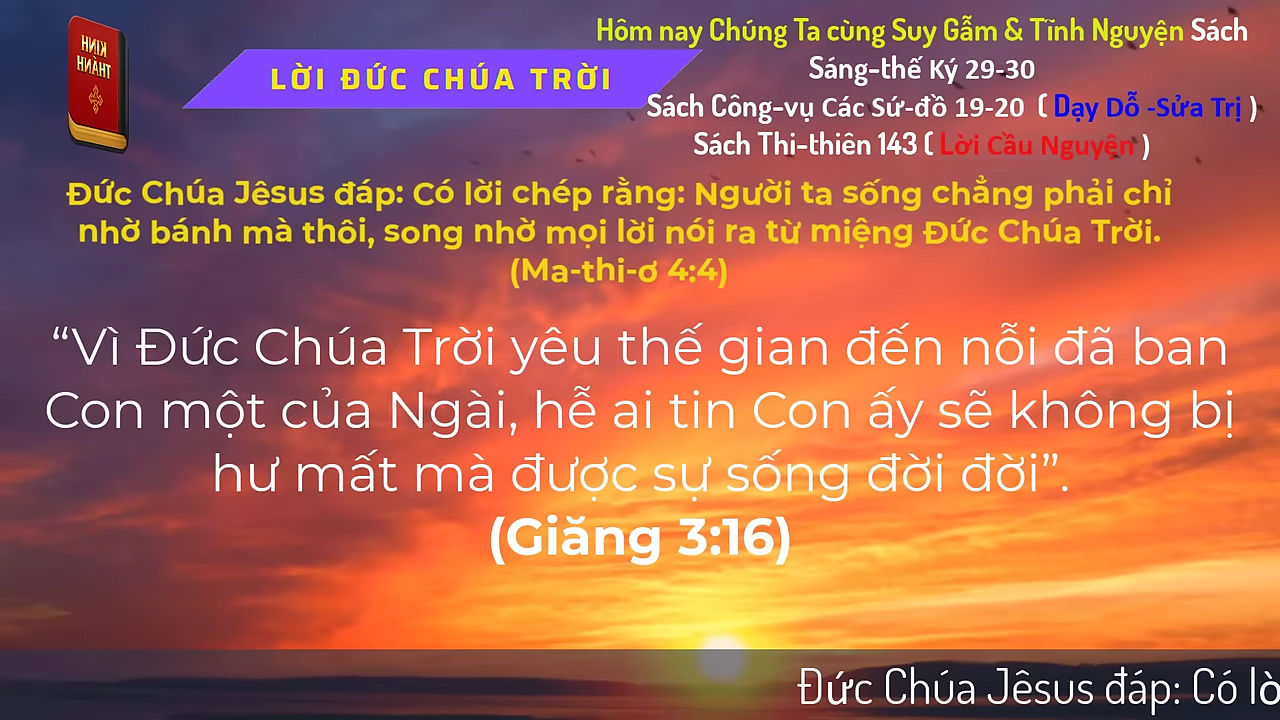 KINH
THÁNH
LỜI ĐỨC CHÚA TRỜI
Hôm nay Chúng Ta cùng Suy Gẫm & Tĩnh Nguyện Sách
Sáng-thế Ký 29-30
Sách Công-vụ Các Sứ-đồ 19-20 ( Dạy Dỗ -Sửa Trị )
Sách Thi-thiên 143 ( Lời Cầu Nguyện )
Đức Chúa Jêsus đáp: Có lời chép rằng: Người ta sống chẳng phải chỉ
nhờ bánh mà thôi, song nhờ mọi lời nói ra từ miệng Đức Chúa Trời.
(Ma-thi-ơ 4:4)
“Vì Đức Chúa Trời yêu thế gian đến nỗi đã ban
Con một của Ngài, hễ ai tin Con ấy sẽ không bị
hư mất mà được sự sống đời đời”.
(Giăng 3:16)
Đức Chúa Jêsus đáp: Có lờ